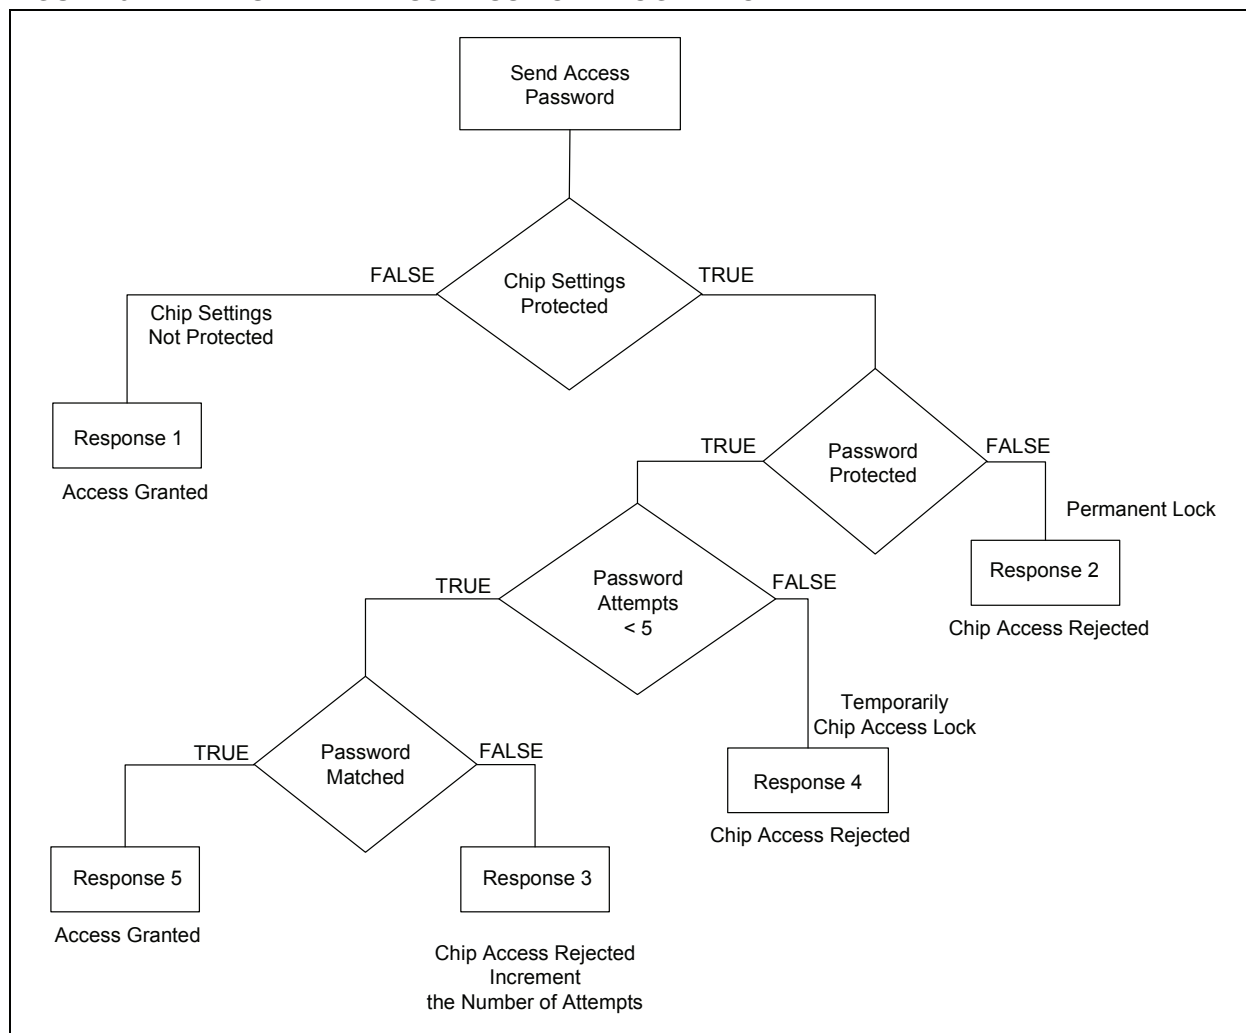 Send Access
Password
FALSE
Chip Settings
Protected
TRUE
Chip Settings
Not Protected
Response 1
Access Granted
TRUE
Password
Protected
FALSE
Permanent Lock
Response 2
Chip Access Rejected
TRUE
Password
Attempts
< 5
FALSE
Temporarily
Chip Access Lock
Response 4
Chip Access Rejected
TRUE
Password
Matched
FALSE
Response 5
Access Granted
Response 3
Chip Access Rejected
Increment
the Number of Attempts